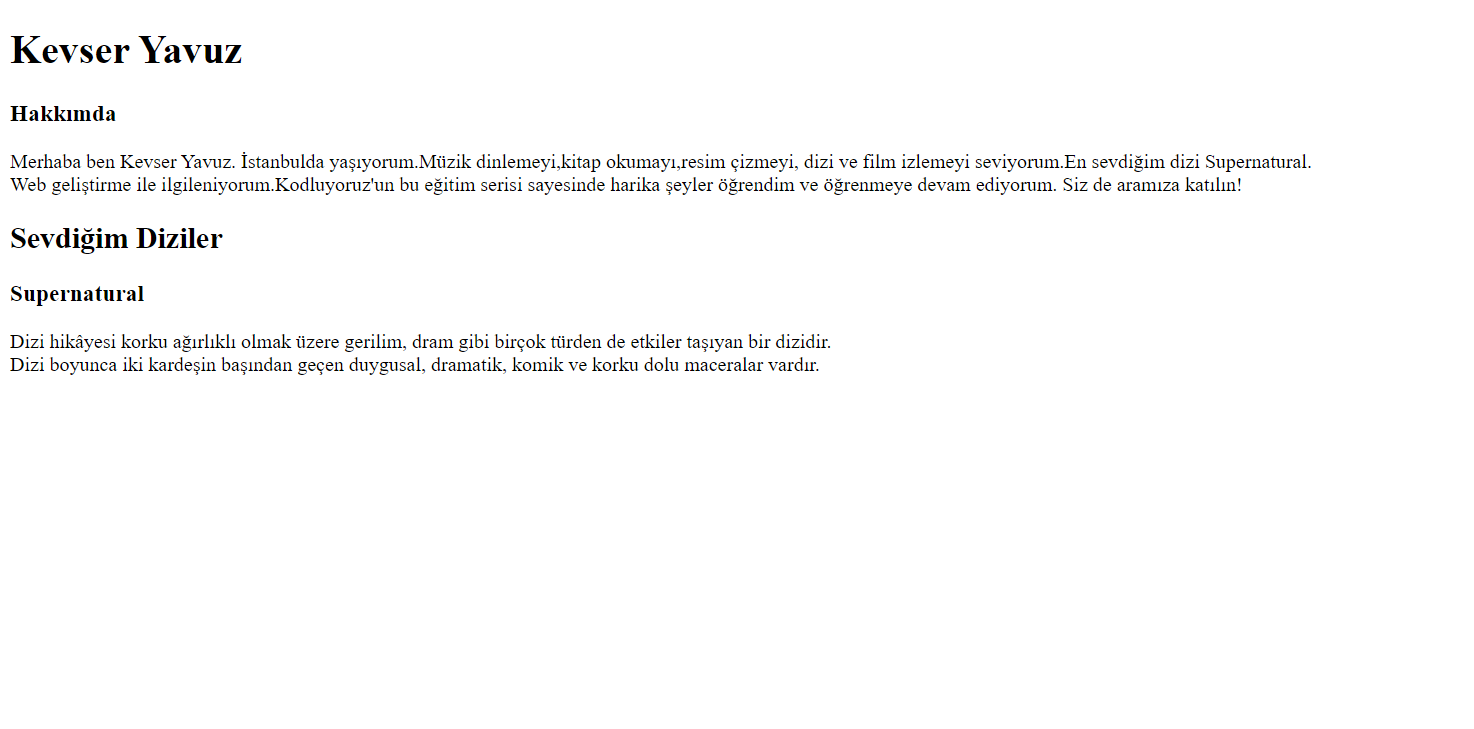 Kevser Yavuz
Hakkımda
Merhaba ben Kevser Yavuz. İstanbulda yaşıyorum.Müzik dinlemeyi,kitap okumayı,resim çizmeyi, dizi ve film izlemeyi seviyorum.En sevdiğim dizi Supernatural.
Web geliştirme ile ilgileniyorum.Kodluyoruz'un bu eğitim serisi sayesinde harika şeyler öğrendim ve öğrenmeye devam ediyorum. Siz de aramıza katılın!
Sevdiğim Diziler
Supernatural
Dizi hikâyesi korku ağırlıklı olmak üzere gerilim, dram gibi birçok türden de etkiler taşıyan bir dizidir.
Dizi boyunca iki kardeşin başından geçen duygusal, dramatik, komik ve korku dolu maceralar vardır.